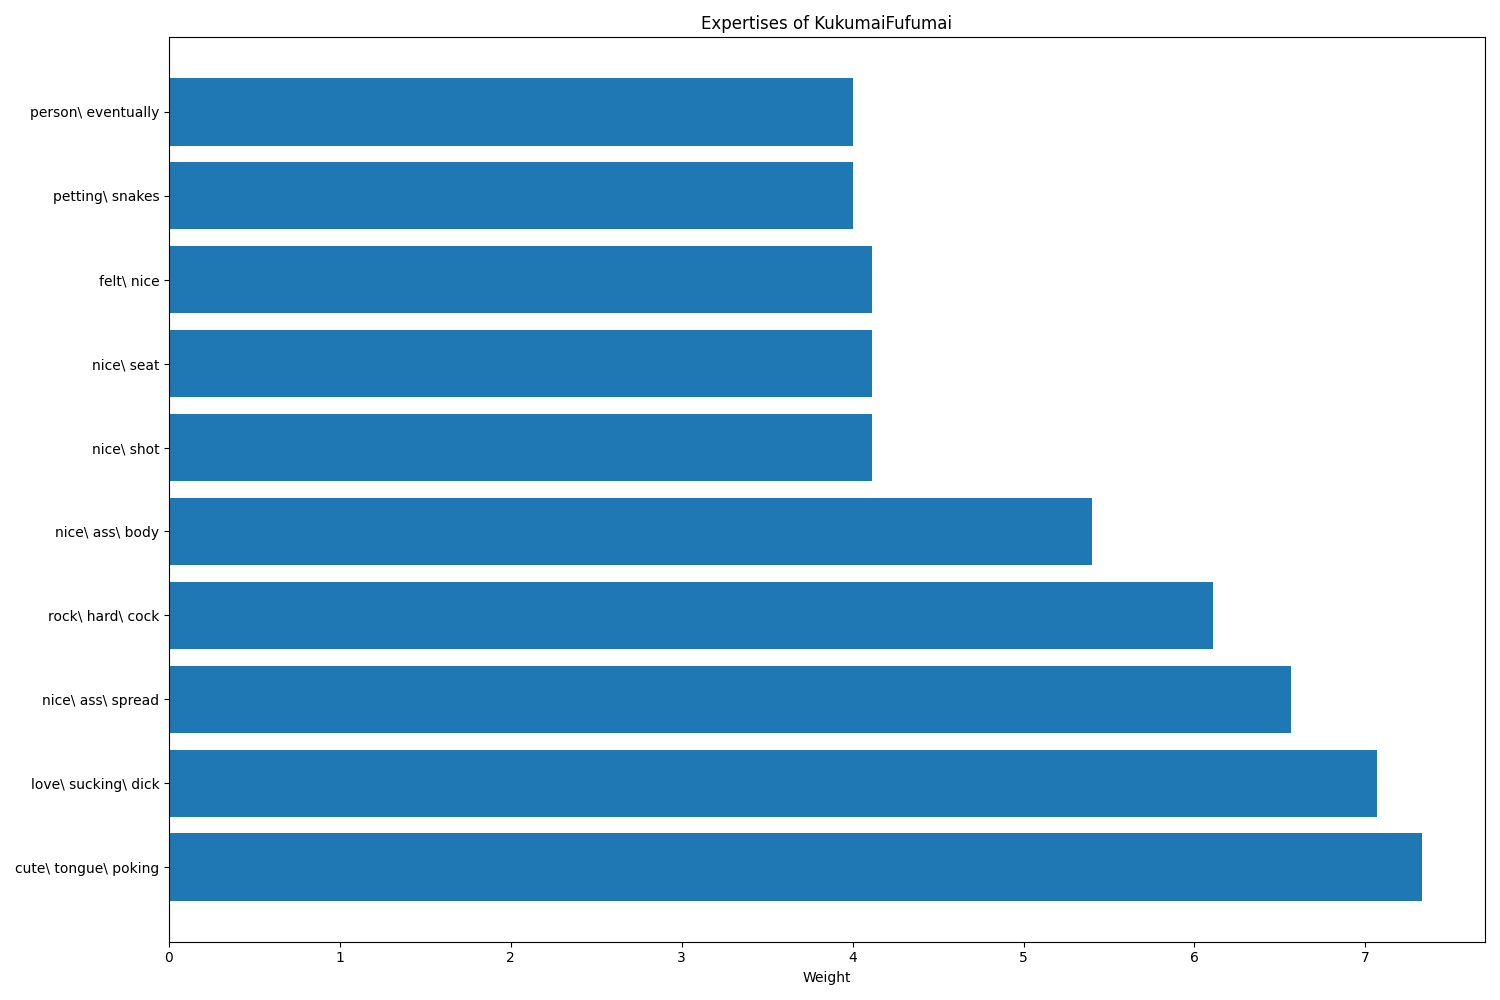 Expertises of KukumaiFufumai
person\ eventually
petting\ snakes
felt\ nice
nice\ seat
nice\ shot
nice\ ass\ body
rock\ hard\ cock
nice\ ass\ spread
love\ sucking\ dick
cute\ tongue\ poking
0 1 2 3 4 5 6 7
Weight